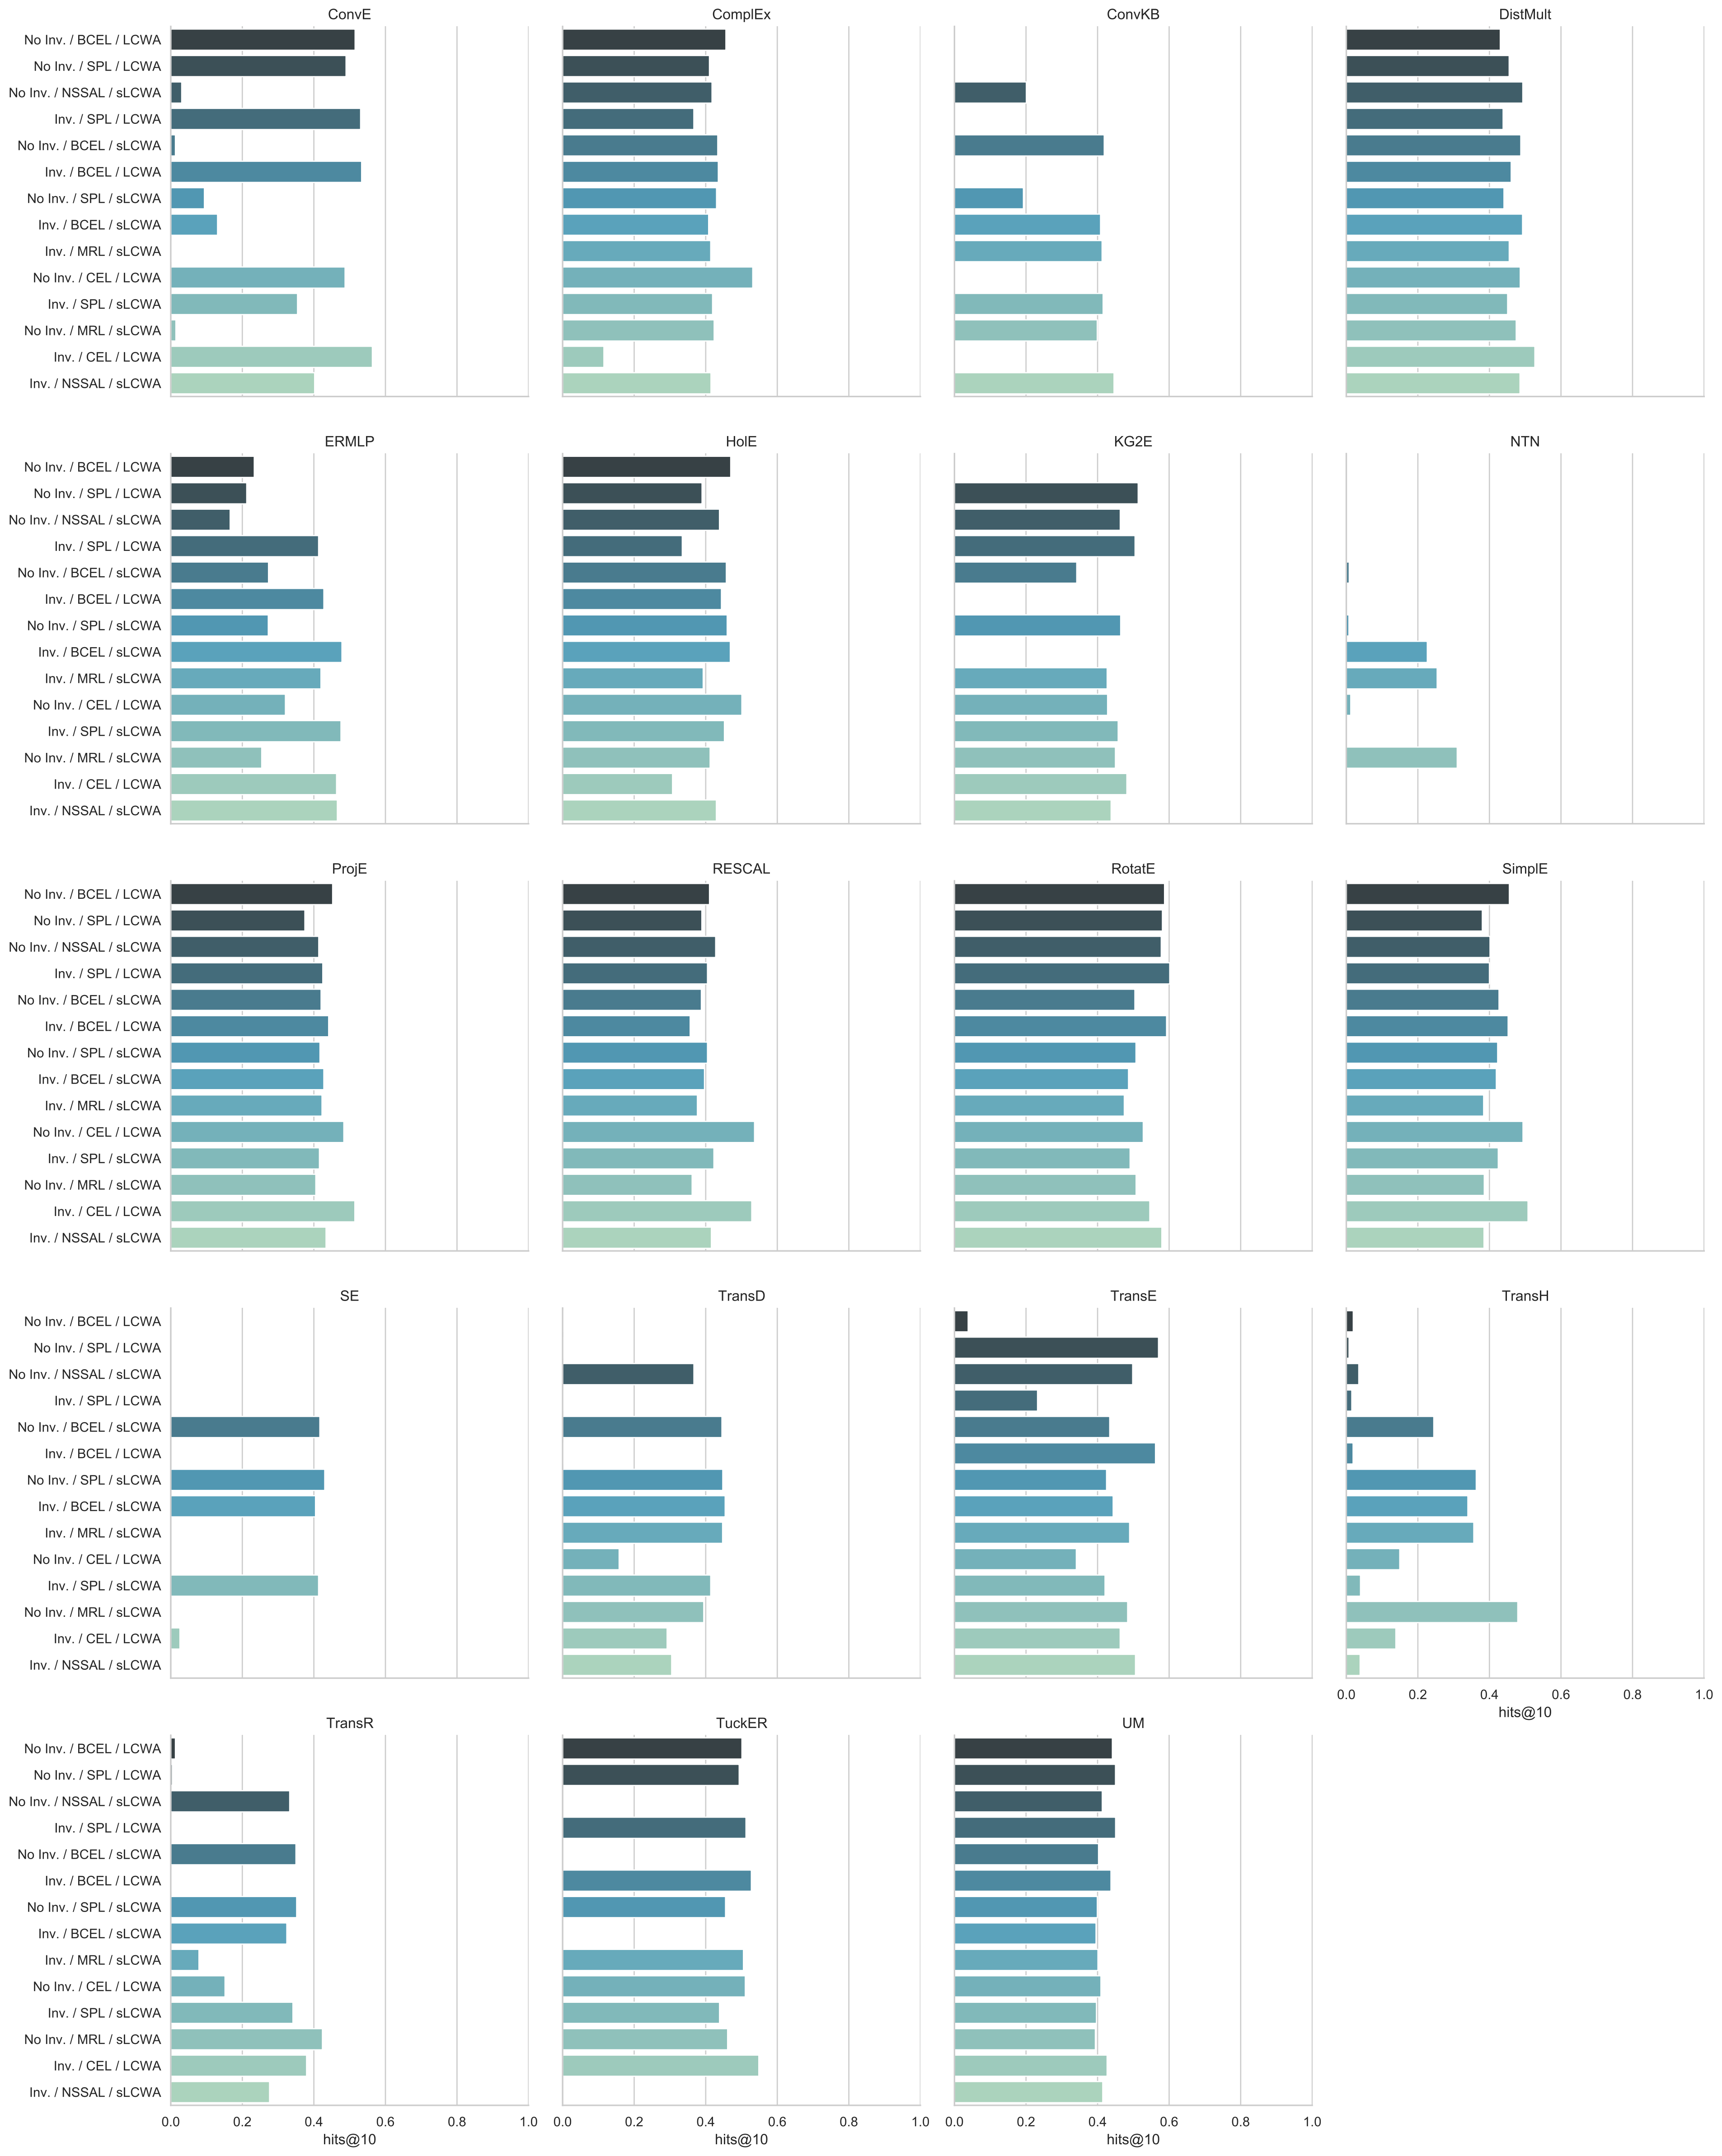 ConvE ComplEx ConvKB DistMult
No Inv. / BCEL / LCWA
No Inv. / SPL / LCWA
No Inv. / NSSAL / sLCWA
Inv. / SPL / LCWA
No Inv. / BCEL / sLCWA
Inv. / BCEL / LCWA
No Inv. / SPL / sLCWA
Inv. / BCEL / sLCWA
Inv. / MRL / sLCWA
No Inv. / CEL / LCWA
Inv. / SPL / sLCWA
No Inv. / MRL / sLCWA
Inv. / CEL / LCWA
Inv. / NSSAL / sLCWA
ERMLP HolE KG2E NTN
No Inv. / BCEL / LCWA
No Inv. / SPL / LCWA
No Inv. / NSSAL / sLCWA
Inv. / SPL / LCWA
No Inv. / BCEL / sLCWA
Inv. / BCEL / LCWA
No Inv. / SPL / sLCWA
Inv. / BCEL / sLCWA
Inv. / MRL / sLCWA
No Inv. / CEL / LCWA
Inv. / SPL / sLCWA
No Inv. / MRL / sLCWA
Inv. / CEL / LCWA
Inv. / NSSAL / sLCWA
ProjE RESCAL RotatE SimplE
No Inv. / BCEL / LCWA
No Inv. / SPL / LCWA
No Inv. / NSSAL / sLCWA
Inv. / SPL / LCWA
No Inv. / BCEL / sLCWA
Inv. / BCEL / LCWA
No Inv. / SPL / sLCWA
Inv. / BCEL / sLCWA
Inv. / MRL / sLCWA
No Inv. / CEL / LCWA
Inv. / SPL / sLCWA
No Inv. / MRL / sLCWA
Inv. / CEL / LCWA
Inv. / NSSAL / sLCWA
SE TransD TransE TransH
No Inv. / BCEL / LCWA
No Inv. / SPL / LCWA
No Inv. / NSSAL / sLCWA
Inv. / SPL / LCWA
No Inv. / BCEL / sLCWA
Inv. / BCEL / LCWA
No Inv. / SPL / sLCWA
Inv. / BCEL / sLCWA
Inv. / MRL / sLCWA
No Inv. / CEL / LCWA
Inv. / SPL / sLCWA
No Inv. / MRL / sLCWA
Inv. / CEL / LCWA
Inv. / NSSAL / sLCWA
0.0 0.2 0.4 0.6 0.8 1.0
hits@10
TransR TuckER UM
No Inv. / BCEL / LCWA
No Inv. / SPL / LCWA
No Inv. / NSSAL / sLCWA
Inv. / SPL / LCWA
No Inv. / BCEL / sLCWA
Inv. / BCEL / LCWA
No Inv. / SPL / sLCWA
Inv. / BCEL / sLCWA
Inv. / MRL / sLCWA
No Inv. / CEL / LCWA
Inv. / SPL / sLCWA
No Inv. / MRL / sLCWA
Inv. / CEL / LCWA
Inv. / NSSAL / sLCWA
0.0 0.2 0.4 0.6 0.8 1.0 0.0 0.2 0.4 0.6 0.8 1.0 0.0 0.2 0.4 0.6 0.8 1.0
hits@10 hits@10 hits@10